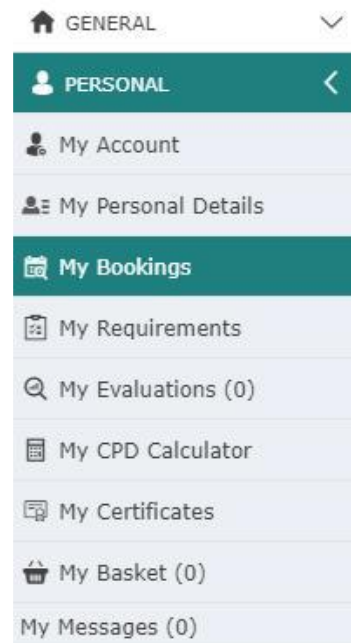 GENERAL
PERSONAL
My Account
My Personal Details
My Bookings
My Requirements
My Evaluations (0)
My CPD Calculator
My Certificates
My Basket (0)
My Messages (0)